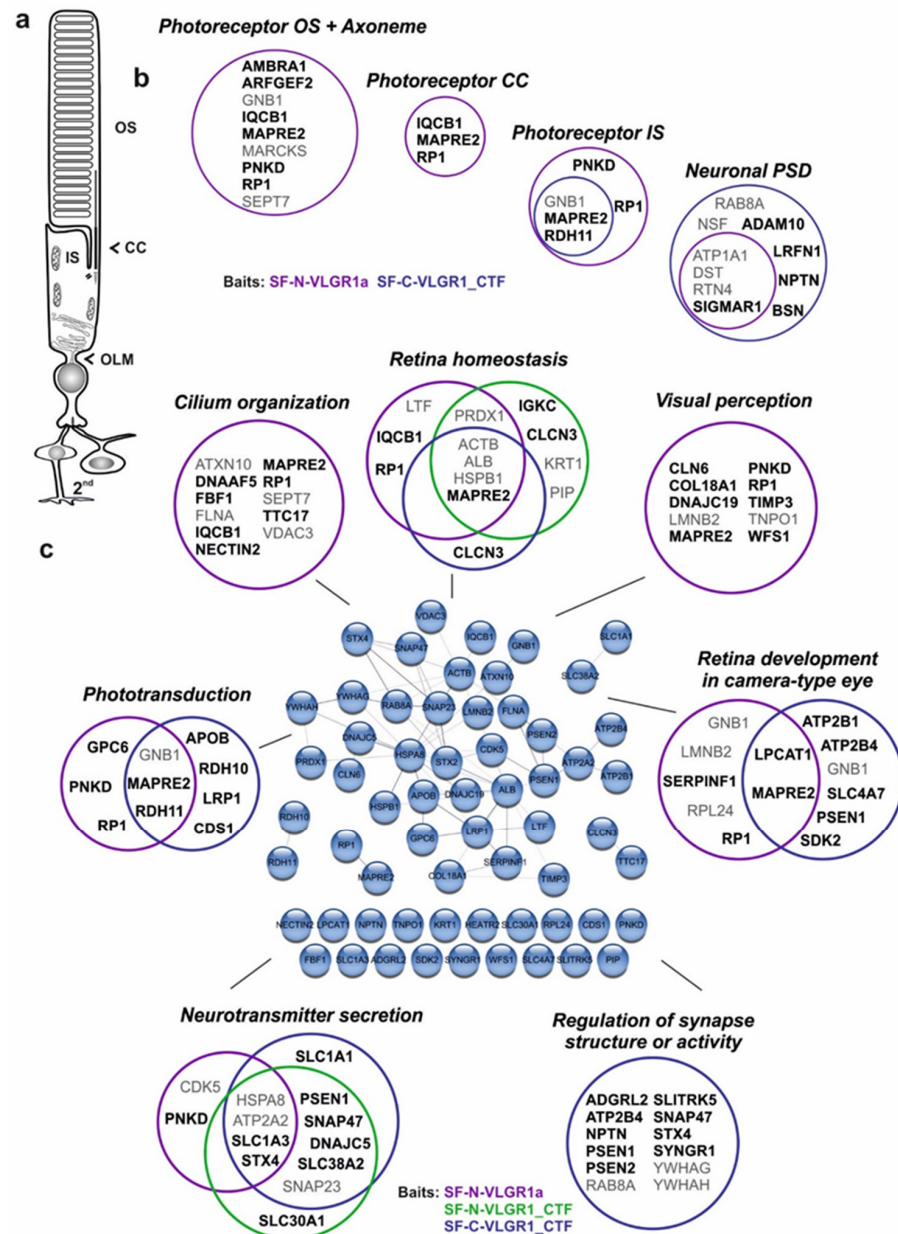 a
Photoreceptor OS + Axoneme
b
OS
IS
< CC
< OLM
2nd
AMBRA1
ARFGEF2
GNB1
IQCB1
MAPRE2
MARCKS
PNKD
RP1
SEPT7
Photoreceptor CC
IQCB1
MAPRE2
RP1
Photoreceptor IS
PNKD
GNB1
MAPRE2
RDH11
RP1
Neuronal PSD
RAB8A
NSF
ADAM10
ATP1A1
DST
RTN4
SIGMAR1
LRFN1
NPTN
BSN
Baits: SF-N-VLGR1a SF-C-VLGR1_CTF
c
Cilium organization
ATXN10 MAPRE2
DNAAF5 RP1
FBF1 SEPT7
FLNA TTC17
IQCB1 VDAC3
NECTIN2
Retina homeostasis
LTF
PRDX1
IGKC
IQCB1
CLCN3
RP1
ACTB
ALB
HSPB1
MAPRE2
KRT1
PIP
CLCN3
Visual perception
CLN6 PNKD
COL18A1 RP1
DNAJC19 TIMP3
LMNB2 TNPO1
MAPRE2 WFS1
Phototransduction
GPC6
PNKD
RP1
GNB1
MAPRE2
RDH11
APOB
RDH10
LRP1
CDS1
Retina development
in camera-type eye
GNB1
LMNB2
SERPINF1
RPL24
RP1
LPCAT1
MAPRE2
ATP2B1
ATP2B4
GNB1
SLC4A7
PSEN1
SDK2
VDAC3
STX4
SNAP47
IQCB1
GNB1
SLC1A1
SLC38A2
ACTB
ATXN10
YWHAG
YWHAH
RAB8A
SNAP23
LMNB2
FLNA
DNAJC5
HSPA8
STX2
CDK5
PSEN2
ATP2B4
PRDX1
CLN6
PSEN1
ATP2A2
ATP2B1
HSPB1
APOB
DNAJC19
ALB
RDH10
GPC6
LRP1
LTF
CLCN3
RDH11
RP1
MAPRE2
COL18A1
SERPINF1
TIMP3
TTC17
NECTIN2 LPCAT1 NPTN TNPO1 KRT1 HEATR2 SLC30A1 RPL24 CDS1 PNKD
FBF1 SLC1A3 ADGRL2 SDK2 SYNGR1 WFS1 SLC4A7 SLITRK5 PIP
Neurotransmitter secretion
SLC1A1
CDK5
PNKD
HSPA8
ATP2A2
SLC1A3
STX4
PSEN1
SNAP47
DNAJC5
SLC38A2
SNAP23
SLC30A1
Regulation of synapse
structure or activity
ADGRL2 SLITRK5
ATP2B4 SNAP47
NPTN STX4
PSEN1 SYNGR1
PSEN2 YWHAG
RAB8A YWHAH
Baits: SF-N-VLGR1a
SF-N-VLGR1_CTF
SF-C-VLGR1_CTF